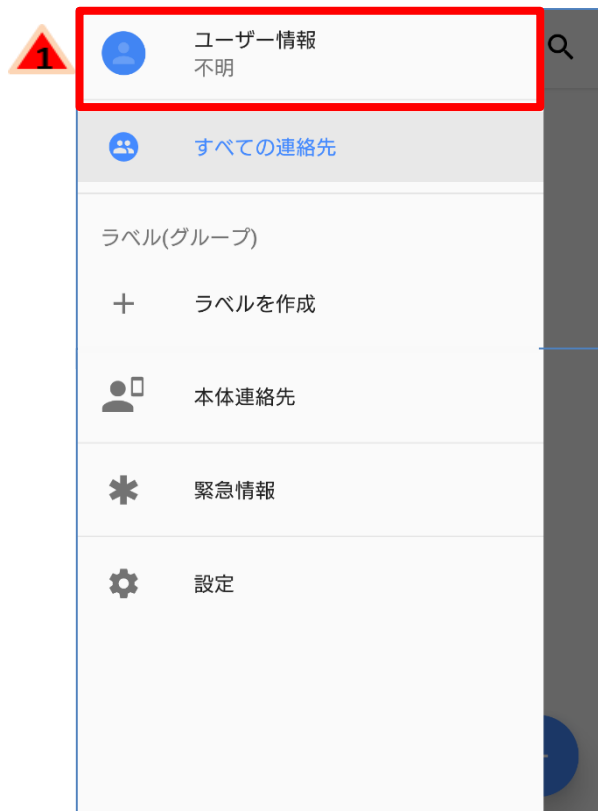 1
ユーザー情報
不明
すべての連絡先
ラベル(グループ)
ラベルを作成
本体連絡先
緊急情報
設定